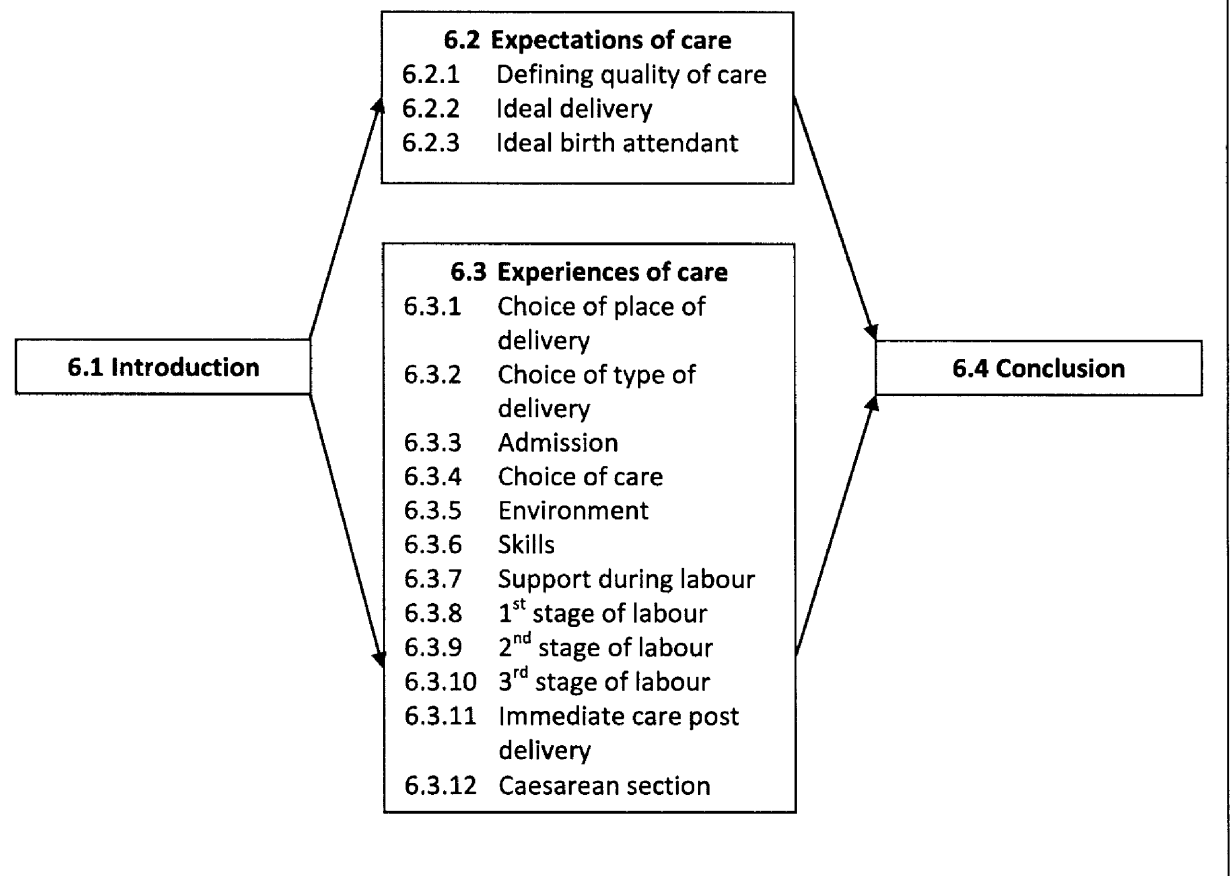 6.2 Expectations of care
6.2.1 Defining quality of care
6.2.2 Ideal delivery
6.2.3 Ideal birth attendant
6.3 Experiences of care
6.3.1 Choice of place of
delivery
6.3.2 Choice of type of
delivery
6.3.3 Admission
6.3.4 Choice of care
6.3.5 Environment
6.3.6 Skills
6.3.7 Support during labour
6.3.8 1st stage of labour
6.3.9 2nd stage of labour
6.3.10 3rd stage of labour
6.3.11 Immediate care post
delivery
6.3.12 Caesarean section
6.1 Introduction
6.4 Conclusion